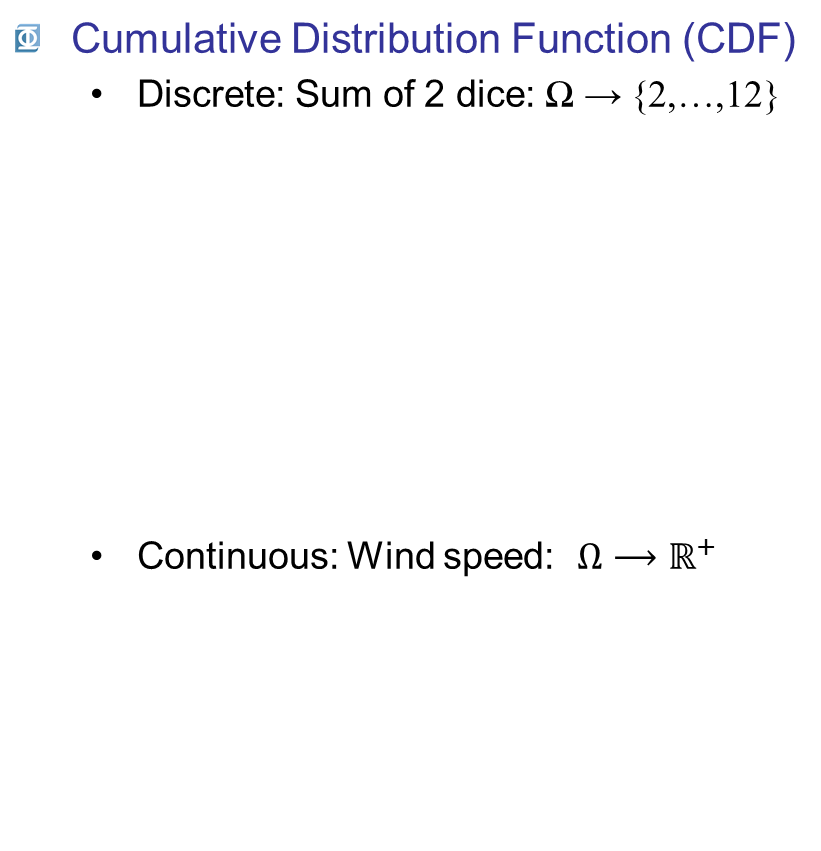 Cumulative Distribution Function (CDF)
• Discrete: Sum of 2 dice: Ω → {2,…,12}
• Continuous: Wind speed: Ω ⟶ ℝ⁺